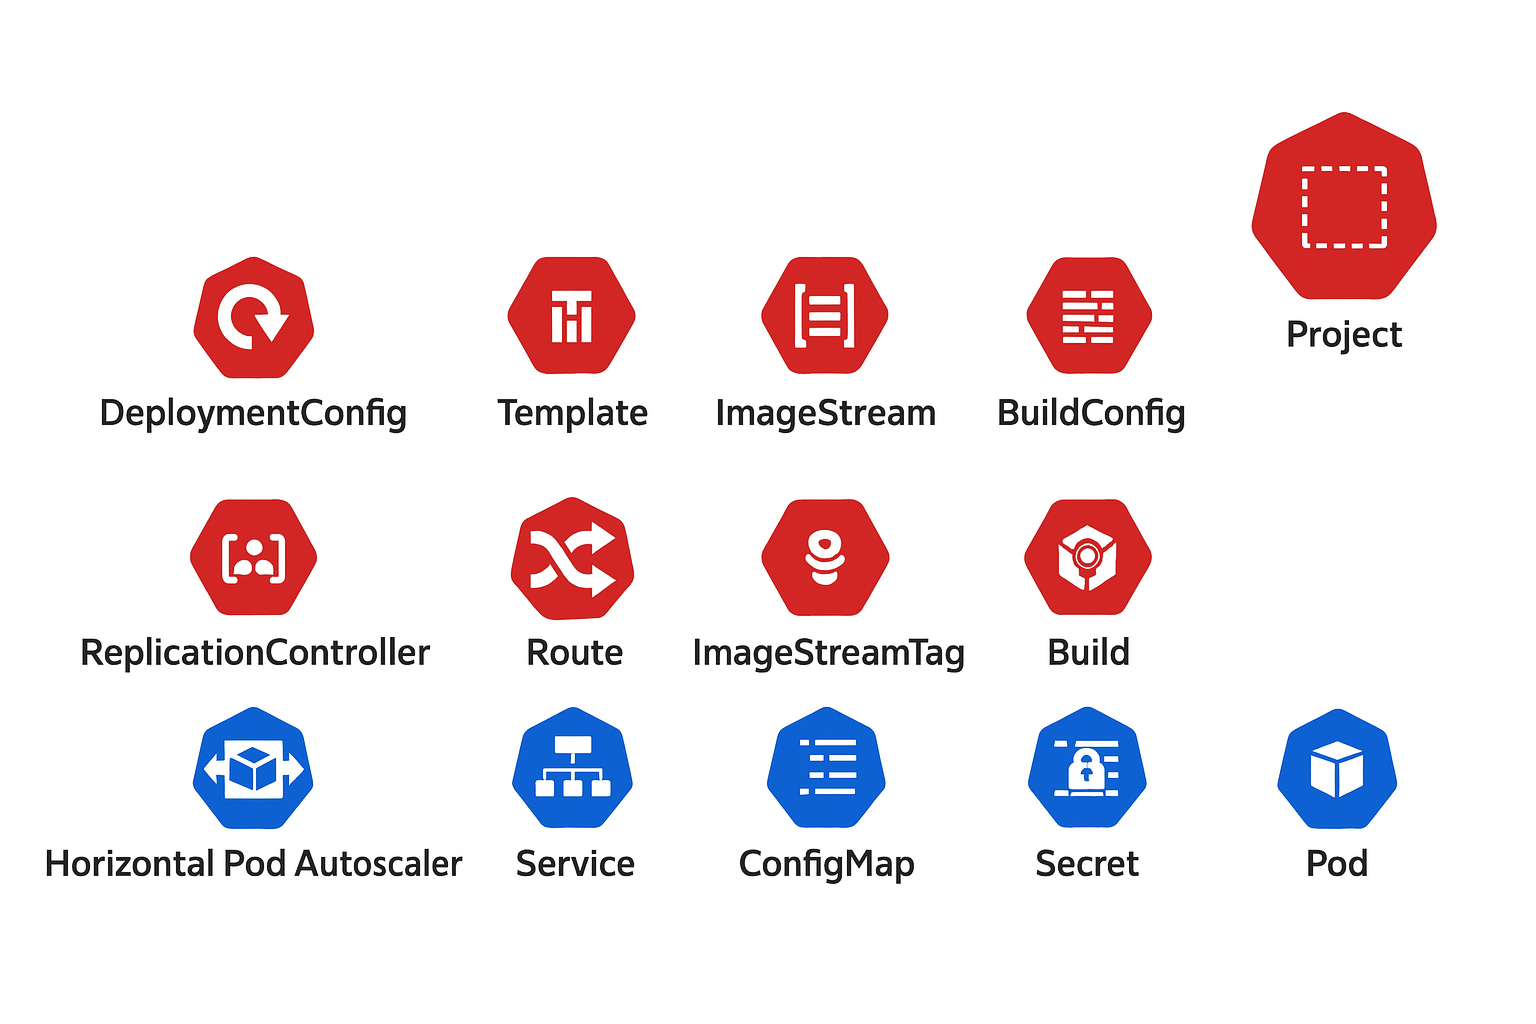 Project
DeploymentConfig
Template
ImageStream
BuildConfig
ReplicationController
Route
ImageStreamTag
Build
Horizontal Pod Autoscaler
Service
ConfigMap
Secret
Pod